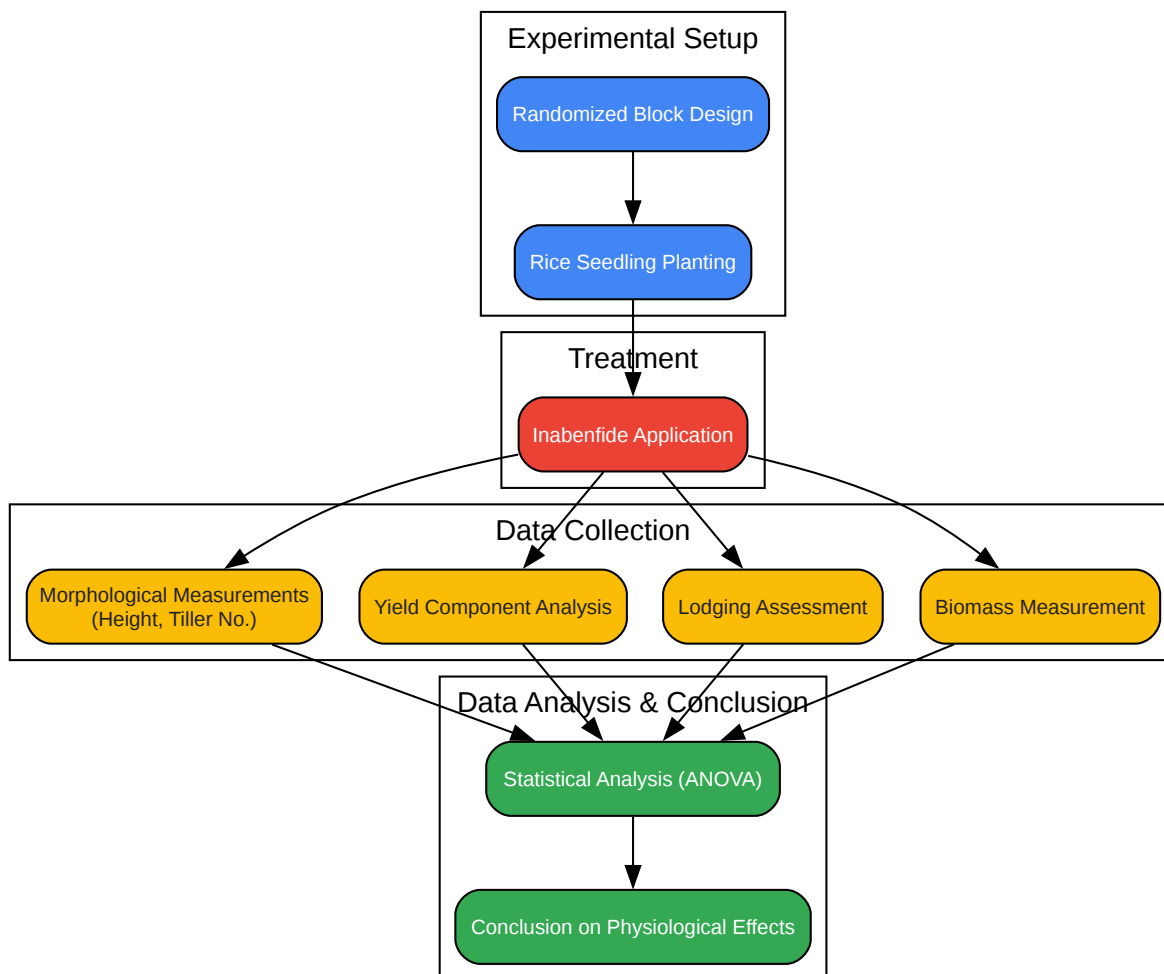 Experimental Setup
Randomized Block Design
Rice Seedling Planting
Treatment
Inabenfide Application
Data Collection
Morphological Measurements
(Height, Tiller No.)
Yield Component Analysis
Lodging Assessment
Biomass Measurement
Data Analysis & Conclusion
Statistical Analysis (ANOVA)
Conclusion on Physiological Effects